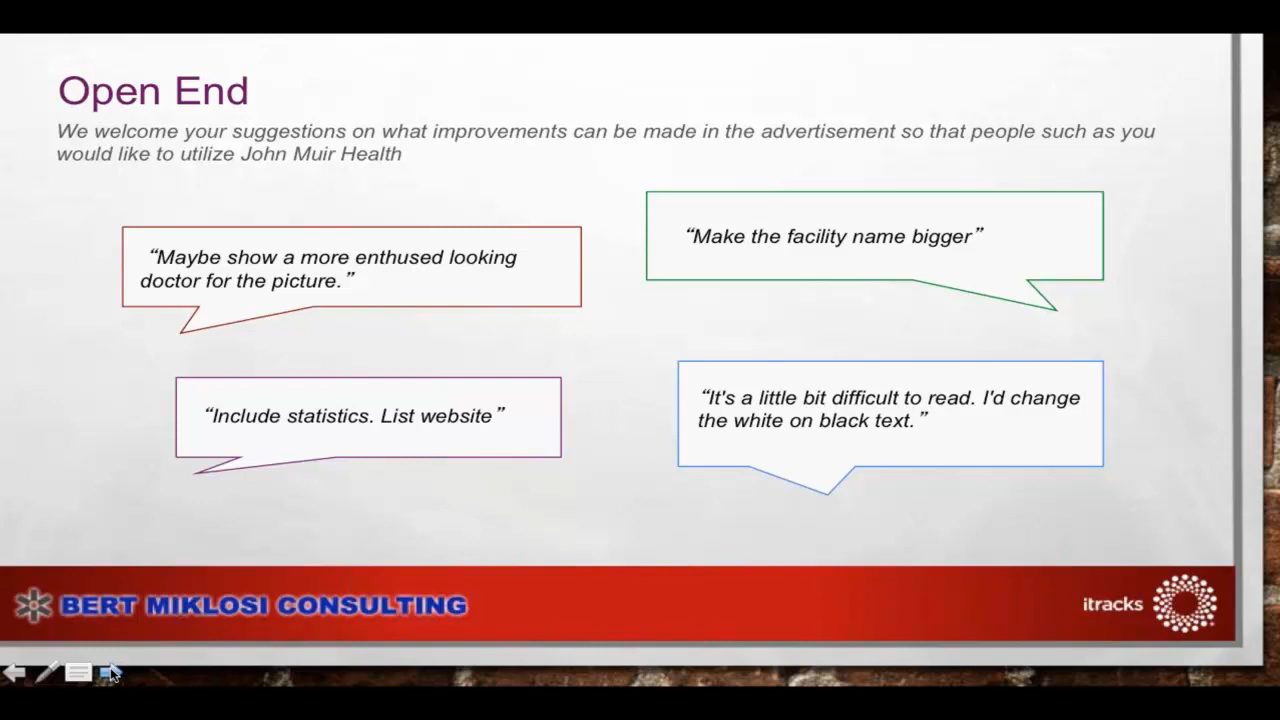 Open End
We welcome your suggestions on what improvements can be made in the advertisement so that people such as you
would like to utilize John Muir Health
“Maybe show a more enthused looking
doctor for the picture.”
“Make the facility name bigger”
“Include statistics. List website”
“It's a little bit difficult to read. I'd change
the white on black text.”
BERT MIKLOSI CONSULTING
itracks